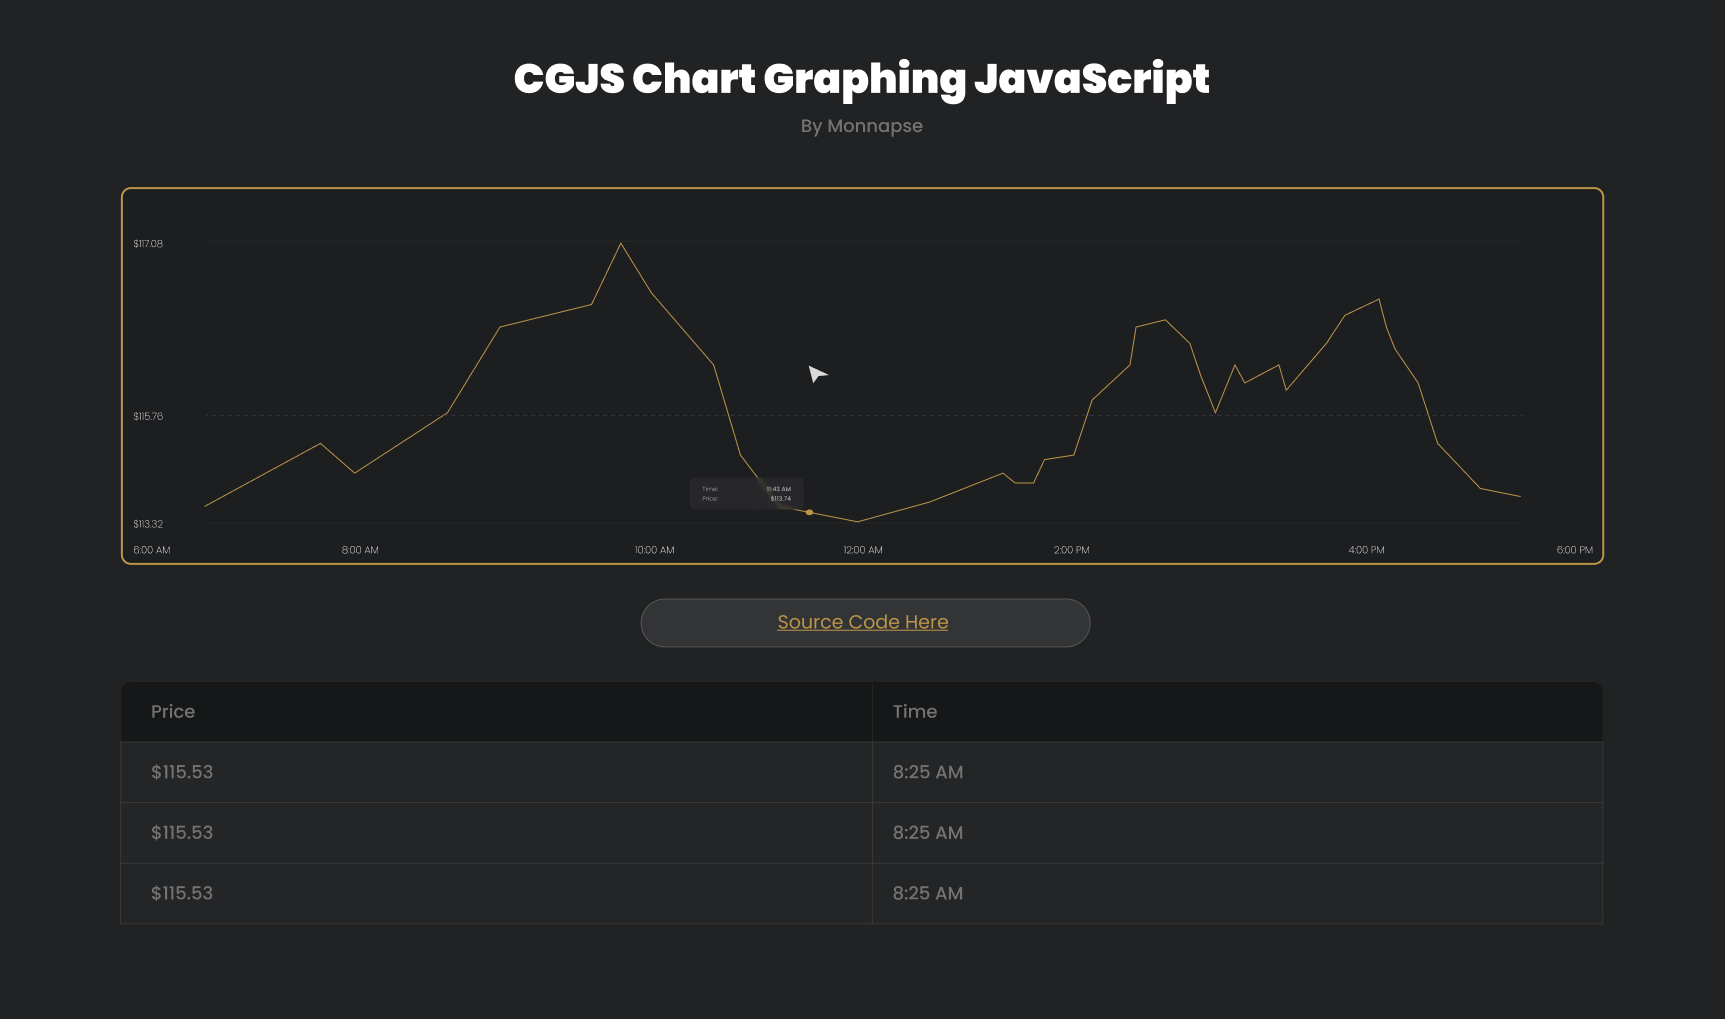 CGJS Chart Graphing JavaScript
By Monnapse
$117.08
$115.76
Time: 11:43 AM
Price: $113.74
$113.32
6:00 AM 8:00 AM 10:00 AM 12:00 AM 2:00 PM 4:00 PM 6:00 PM
Source Code Here
Price Time
$115.53 8:25 AM
$115.53 8:25 AM
$115.53 8:25 AM